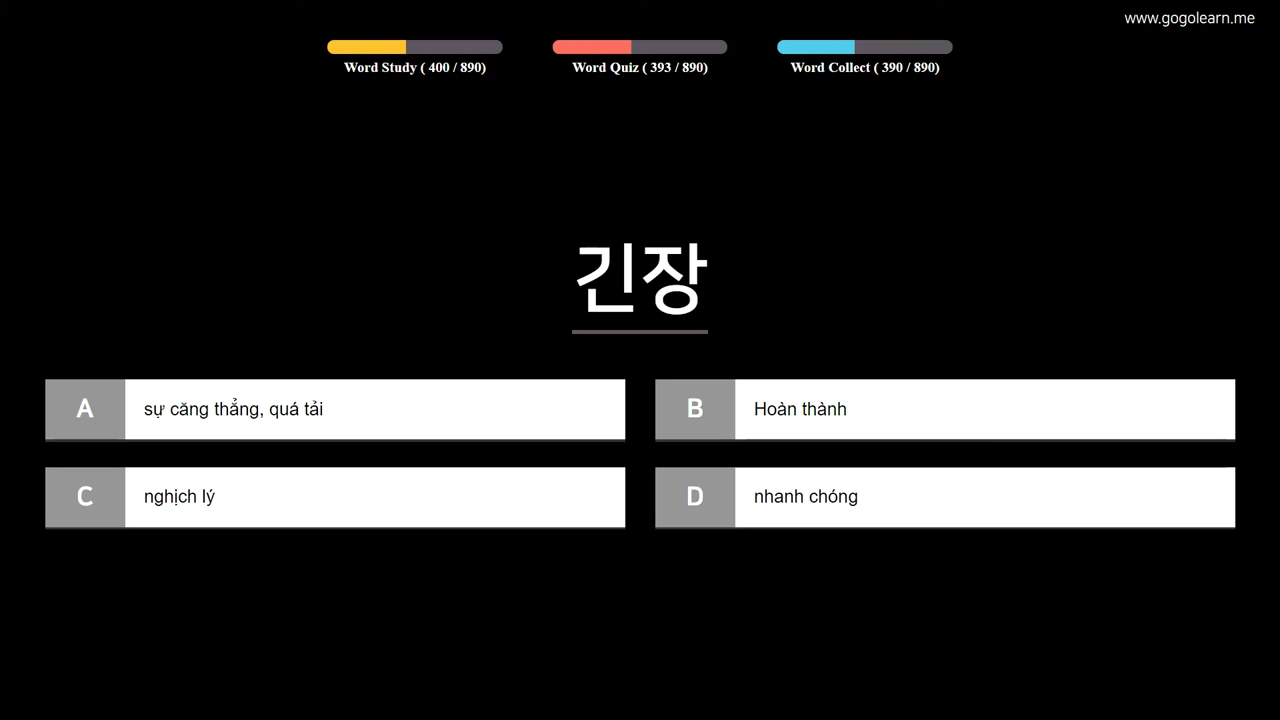 www.gogolearn.me
Word Study ( 400 / 890)
Word Quiz ( 393 / 890)
Word Collect ( 390 / 890)
긴장
A sự căng thẳng, quá tải
B Hoàn thành
C nghịch lý
D nhanh chóng